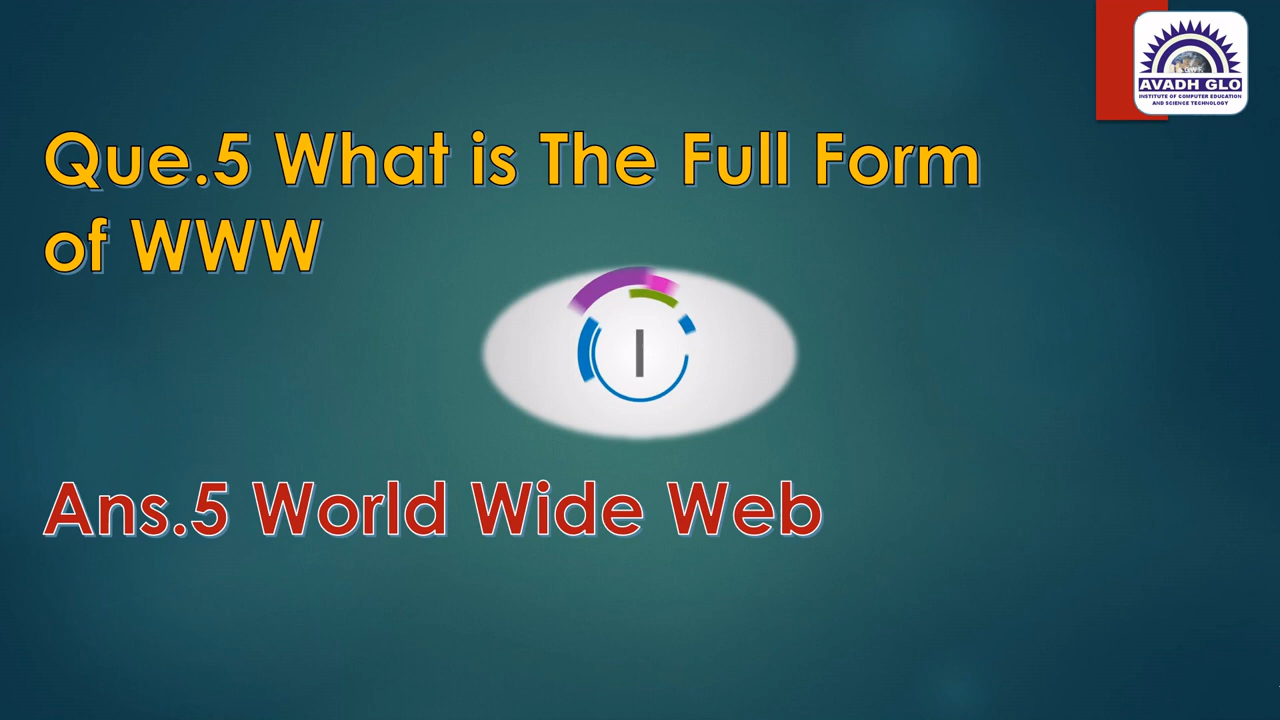 AVADH GLO
INSTITUTE OF COMPUTER EDUCATION
AND SCIENCE TECHNOLOGY
Que.5 What is The Full Form
of WWW
Ans.5 World Wide Web